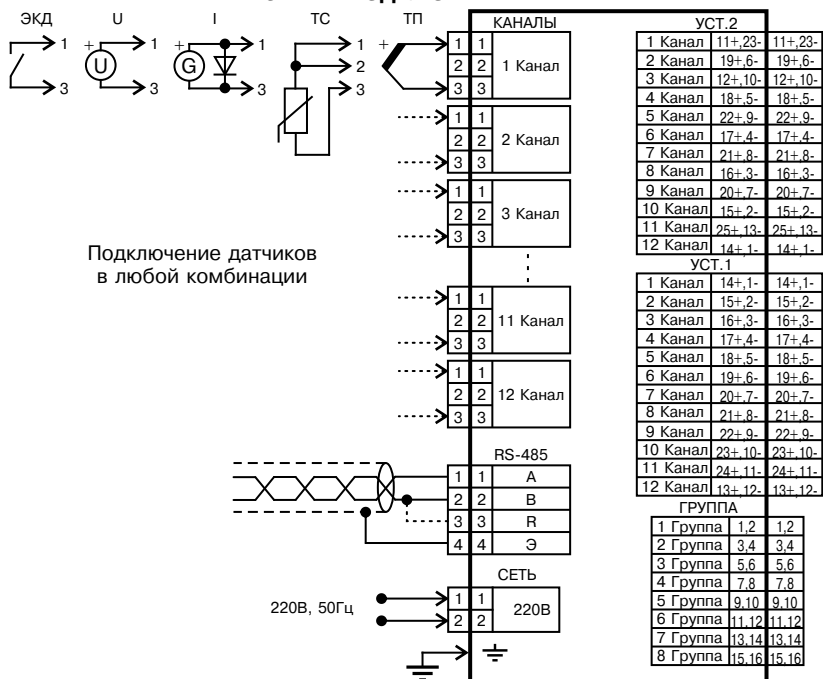 ЭКД U I ТС ТП
1 3
+ U 1 3
+ G 1 3
1 2 3
+
КАНАЛЫ
1 1
2 2 1 Канал
3 3
1 1
2 2 2 Канал
3 3
1 1
2 2 3 Канал
3 3
Подключение датчиков
в любой комбинации
1 1
2 2 11 Канал
3 3
1 1
2 2 12 Канал
3 3
RS-485
1 1 A
2 2 B
3 3 R
4 4 Э
СЕТЬ
220В, 50Гц
1 1 220В
2 2
УСТ.2
1 Канал 11+,23- 11+,23-
2 Канал 19+,6- 19+,6-
3 Канал 12+,10- 12+,10-
4 Канал 18+,5- 18+,5-
5 Канал 22+,9- 22+,9-
6 Канал 17+,4- 17+,4-
7 Канал 21+,8- 21+,8-
8 Канал 16+,3- 16+,3-
9 Канал 20+,7- 20+,7-
10 Канал 15+,2- 15+,2-
11 Канал 25+,13- 25+,13-
12 Канал 14+,1- 14+,1-
УСТ.1
1 Канал 14+,1- 14+,1-
2 Канал 15+,2- 15+,2-
3 Канал 16+,3- 16+,3-
4 Канал 17+,4- 17+,4-
5 Канал 18+,5- 18+,5-
6 Канал 19+,6- 19+,6-
7 Канал 20+,7- 20+,7-
8 Канал 21+,8- 21+,8-
9 Канал 22+,9- 22+,9-
10 Канал 23+,10- 23+,10-
11 Канал 24+,11- 24+,11-
12 Канал 13+,12- 13+,12-
ГРУППА
1 Группа 1,2 1,2
2 Группа 3,4 3,4
3 Группа 5,6 5,6
4 Группа 7,8 7,8
5 Группа 9,10 9,10
6 Группа 11,12 11,12
7 Группа 13,14 13,14
8 Группа 15,16 15,16